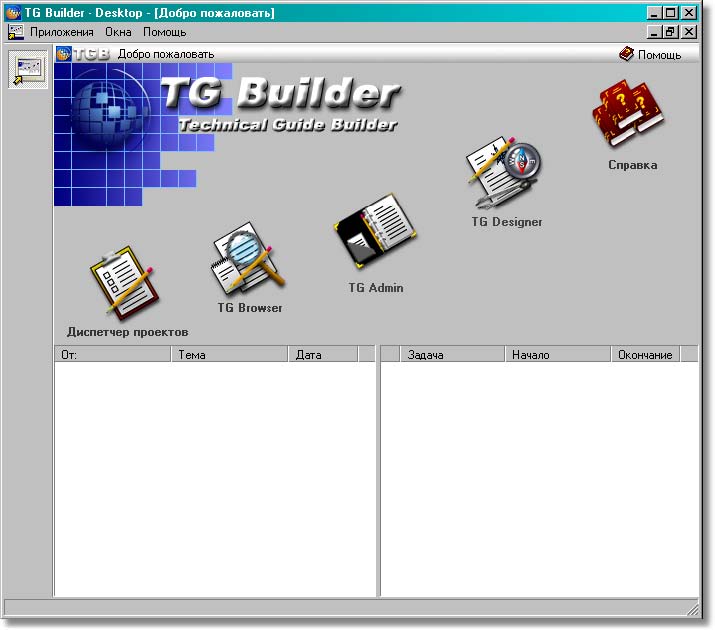 TG Builder - Desktop - [Добро пожаловать]
Приложения Окна Помощь
TGB Добро пожаловать Помощь
TG Builder
Technical Guide Builder
Справка
TG Designer
TG Admin
TG Browser
Диспетчер проектов
От: Тема Дата Задача Начало Окончание